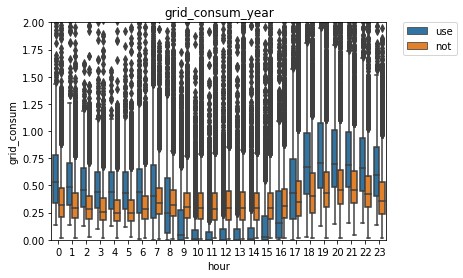 grid_consum_year
2.00
1.75
1.50
1.25
1.00
0.75
0.50
0.25
0.00
grid_consum
0 1 2 3 4 5 6 7 8 9 10 11 12 13 14 15 16 17 18 19 20 21 22 23
hour
use
not